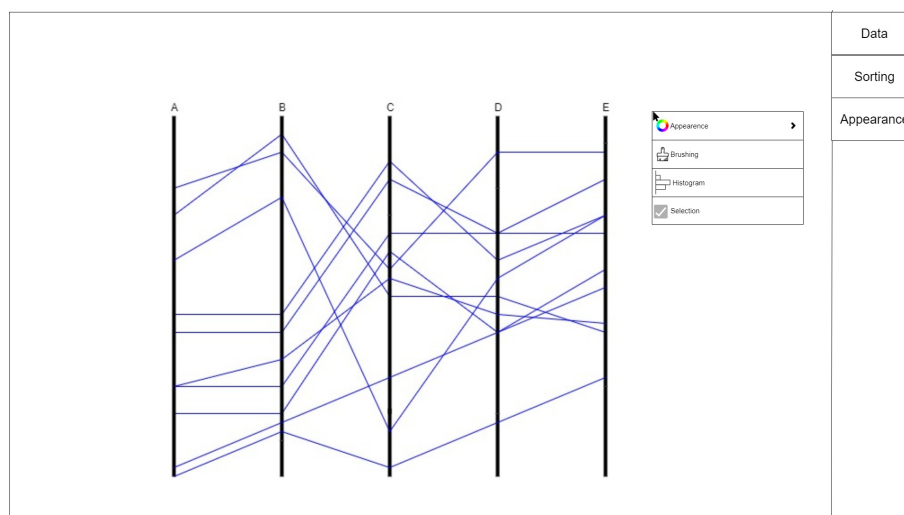 Data
Sorting
Appearance
A B C D E
Appearence
Brushing
Histogram
Selection